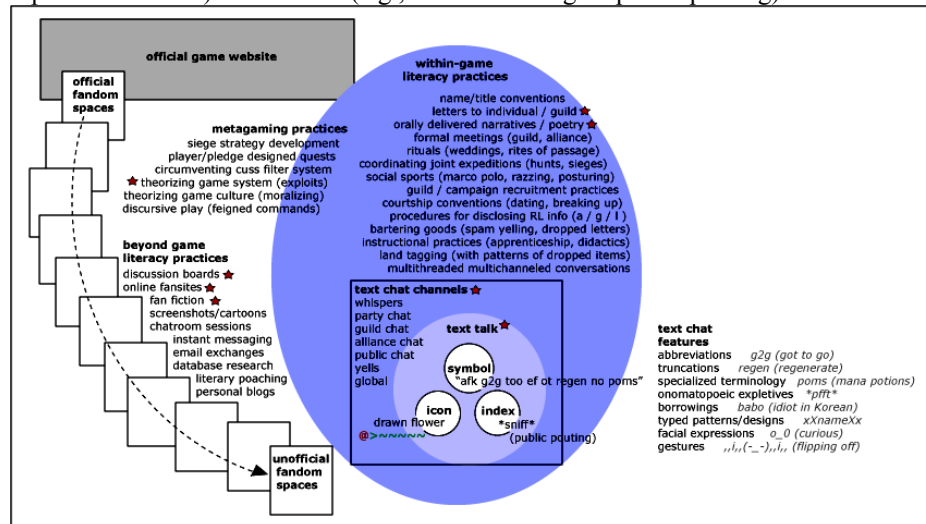 official game website
official
fandom
spaces
metagaming practices
siege strategy development
player/pledge designed quests
circumventing cuss filter system
theorizing game system (exploits)
theorizing game culture (moralizing)
discursive play (feigned commands)
beyond game
literacy practices
discussion boards
online fansites
fan fiction
screenshots/cartoons
chatroom sessions
instant messaging
email exchanges
database research
literary poaching
personal blogs
unofficial
fandom
spaces
within-game
literacy practices
name/title conventions
letters to individual / guild
orally delivered narratives / poetry
formal meetings (guild, alliance)
rituals (weddings, rites of passage)
coordinating joint expeditions (hunts, sieges)
social sports (marco polo, razzing, posturing)
guild / campaign recruitment practices
courtship conventions (dating, breaking up)
procedures for disclosing RL info (a / g / l )
bartering goods (spam yelling, dropped letters)
instructional practices (apprenticeship, didactics)
land tagging (with patterns of dropped items)
multithreaded multichanneled conversations
text chat channels
whispers
party chat
guild chat
alliance chat
public chat
yells
global
text talk
symbol
"afk g2g too ef ot regen no poms"
icon
drawn flower
@>~~~~~
index
*sniff*
(public pouting)
text chat
features
abbreviations g2g (got to go)
truncations regen (regenerate)
specialized terminology poms (mana potions)
onomatopoeic expletives *pfft*
borrowings babo (idiot in Korean)
typed patterns/designs xXnameXx
facial expressions o_0 (curious)
gestures ,,i,,(-_-),,i,, (flipping off)